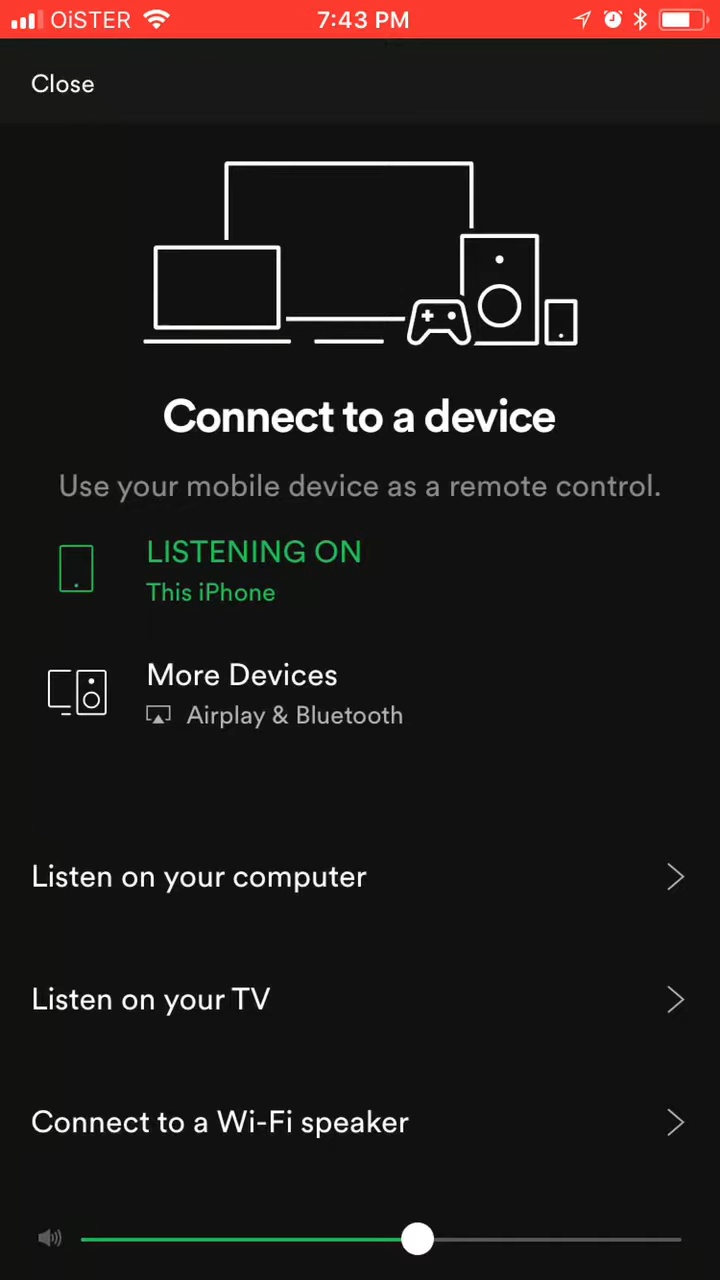 OiSTER 7:43 PM
Close
Connect to a device
Use your mobile device as a remote control.
LISTENING ON
This iPhone
More Devices
Airplay & Bluetooth
Listen on your computer
Listen on your TV
Connect to a Wi-Fi speaker